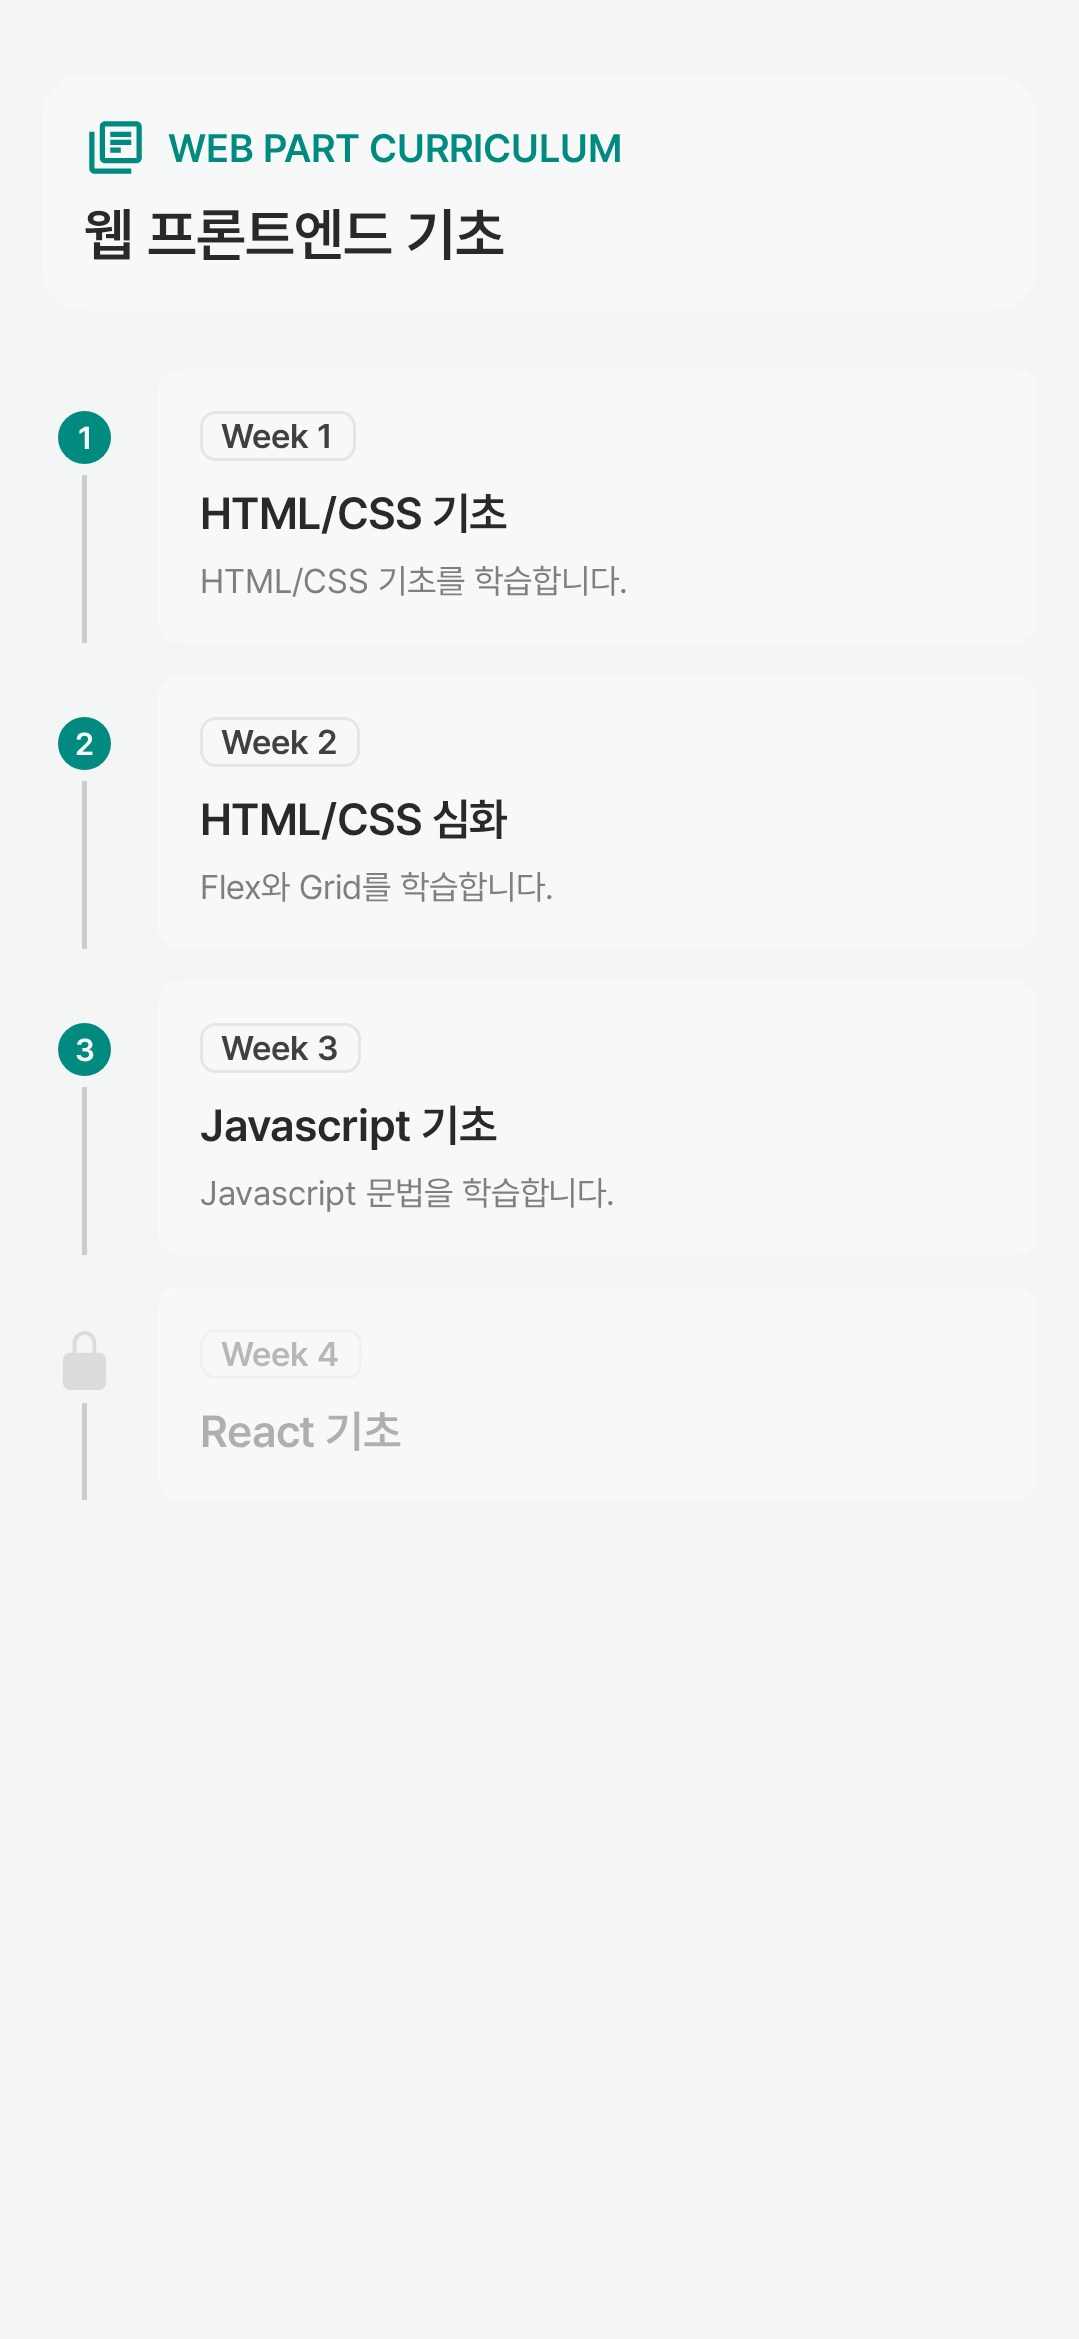 WEB PART CURRICULUM
웹 프론트엔드 기초
1
Week 1
HTML/CSS 기초
HTML/CSS 기초를 학습합니다.
2
Week 2
HTML/CSS 심화
Flex와 Grid를 학습합니다.
3
Week 3
Javascript 기초
Javascript 문법을 학습합니다.
Week 4
React 기초